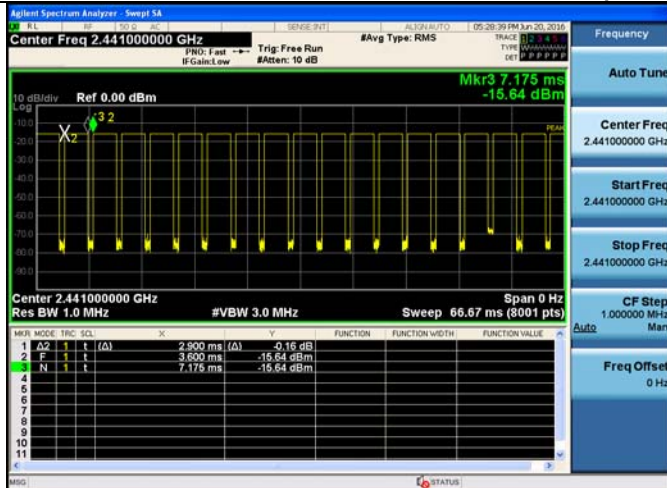 Agilent Spectrum Analyzer - Swept SA
RL RF 50 Ω AC SENSE:INT ALIGN AUTO 05:28:39 PM Jun 20, 2016
Center Freq 2.441000000 GHz #Avg Type: RMS TRACE 1 2 3 4 5 6
PNO: Fast Trig: Free Run TYPE
IFGain:Low #Atten: 10 dB DET P P P P P P
Mkr3 7.175 ms
10 dB/div Ref 0.00 dBm -15.64 dBm
Log
-10.0
-20.0
-30.0
-40.0
-50.0
-60.0
-70.0
-80.0
-90.0
X2
3 2
PEAK
Center 2.441000000 GHz Span 0 Hz
Res BW 1.0 MHz #VBW 3.0 MHz Sweep 66.67 ms (8001 pts)
MKR MODE TRC SCL X Y FUNCTION FUNCTION WIDTH FUNCTION VALUE
1 Δ2 1 t (Δ) 2.900 ms (Δ) -0.16 dB
2 F 1 t 3.600 ms -15.64 dBm
3 N 1 t 7.175 ms -15.64 dBm
4
5
6
7
8
9
10
11
MSG STATUS
Frequency
Auto Tune
Center Freq
2.441000000 GHz
Start Freq
2.441000000 GHz
Stop Freq
2.441000000 GHz
CF Step
1.000000 MHz
Auto Man
Freq Offset
0 Hz